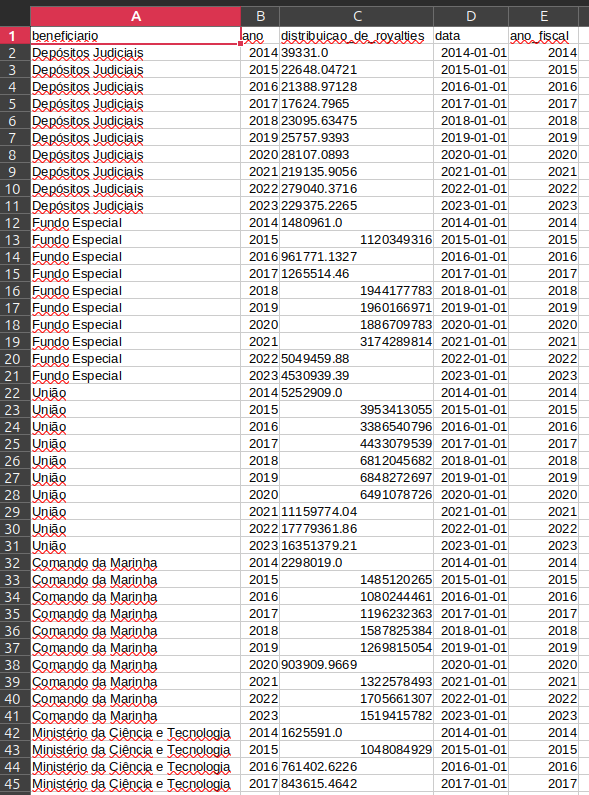 A B C D E
1 beneficiario ano distribuicao_de_royalties data ano_fiscal
2 Depósitos Judiciais 2014 39331.0 2014-01-01 2014
3 Depósitos Judiciais 2015 22648.04721 2015-01-01 2015
4 Depósitos Judiciais 2016 21388.97128 2016-01-01 2016
5 Depósitos Judiciais 2017 17624.7965 2017-01-01 2017
6 Depósitos Judiciais 2018 23095.63475 2018-01-01 2018
7 Depósitos Judiciais 2019 25757.9393 2019-01-01 2019
8 Depósitos Judiciais 2020 28107.0893 2020-01-01 2020
9 Depósitos Judiciais 2021 219135.9056 2021-01-01 2021
10 Depósitos Judiciais 2022 279040.3716 2022-01-01 2022
11 Depósitos Judiciais 2023 229375.2265 2023-01-01 2023
12 Fundo Especial 2014 1480961.0 2014-01-01 2014
13 Fundo Especial 2015 1120349316 2015-01-01 2015
14 Fundo Especial 2016 961771.1327 2016-01-01 2016
15 Fundo Especial 2017 1265514.46 2017-01-01 2017
16 Fundo Especial 2018 1944177783 2018-01-01 2018
17 Fundo Especial 2019 1960166971 2019-01-01 2019
18 Fundo Especial 2020 1886709783 2020-01-01 2020
19 Fundo Especial 2021 3174289814 2021-01-01 2021
20 Fundo Especial 2022 5049459.88 2022-01-01 2022
21 Fundo Especial 2023 4530939.39 2023-01-01 2023
22 União 2014 5252909.0 2014-01-01 2014
23 União 2015 3953413055 2015-01-01 2015
24 União 2016 3386540796 2016-01-01 2016
25 União 2017 4433079539 2017-01-01 2017
26 União 2018 6812045682 2018-01-01 2018
27 União 2019 6848272697 2019-01-01 2019
28 União 2020 6491078726 2020-01-01 2020
29 União 2021 11159774.04 2021-01-01 2021
30 União 2022 17779361.86 2022-01-01 2022
31 União 2023 16351379.21 2023-01-01 2023
32 Comando da Marinha 2014 2298019.0 2014-01-01 2014
33 Comando da Marinha 2015 1485120265 2015-01-01 2015
34 Comando da Marinha 2016 1080244461 2016-01-01 2016
35 Comando da Marinha 2017 1196232363 2017-01-01 2017
36 Comando da Marinha 2018 1587825384 2018-01-01 2018
37 Comando da Marinha 2019 1269815054 2019-01-01 2019
38 Comando da Marinha 2020 903909.9669 2020-01-01 2020
39 Comando da Marinha 2021 1322578493 2021-01-01 2021
40 Comando da Marinha 2022 1705661307 2022-01-01 2022
41 Comando da Marinha 2023 1519415782 2023-01-01 2023
42 Ministério da Ciência e Tecnologia 2014 1625591.0 2014-01-01 2014
43 Ministério da Ciência e Tecnologia 2015 1048084929 2015-01-01 2015
44 Ministério da Ciência e Tecnologia 2016 761402.6226 2016-01-01 2016
45 Ministério da Ciência e Tecnologia 2017 843615.4642 2017-01-01 2017